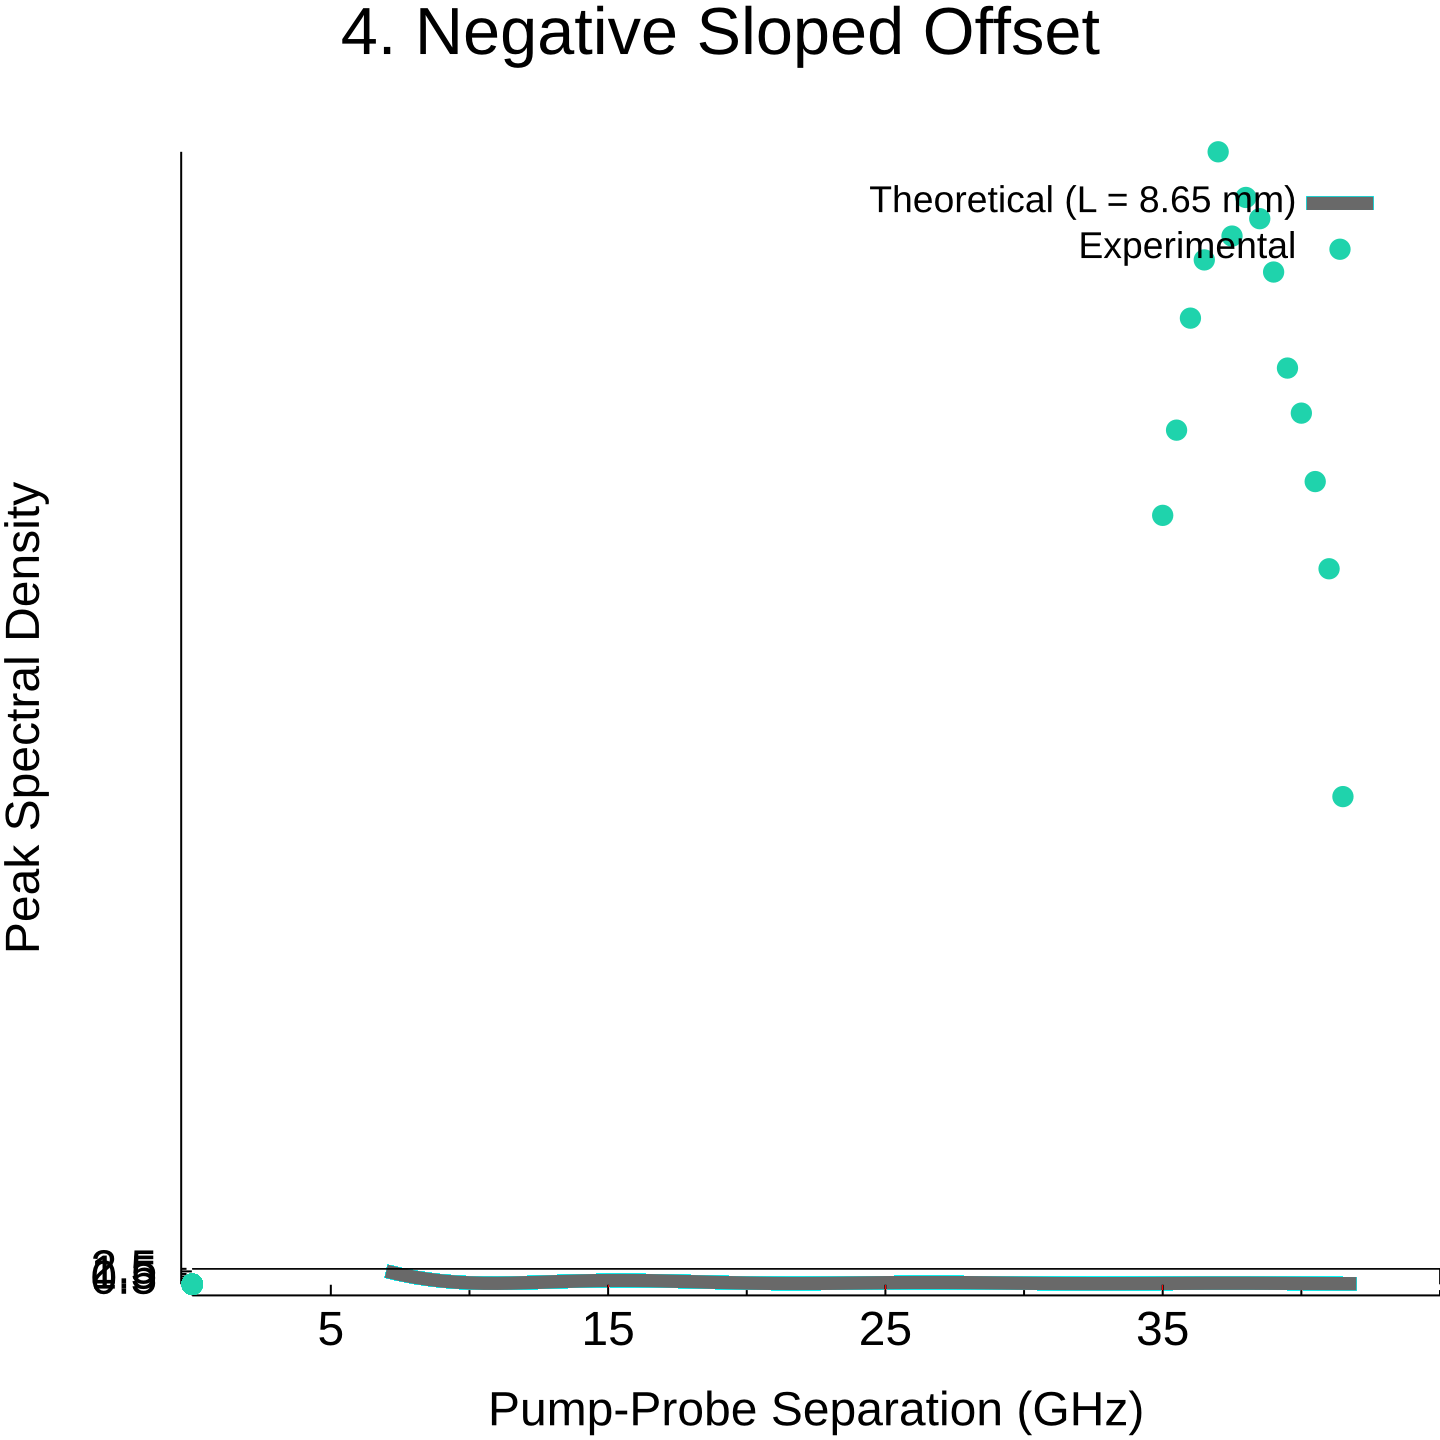 4. Negative Sloped Offset
Theoretical (L = 8.65 mm)
Experimental
Peak Spectral Density
5 15 25 35
Pump-Probe Separation (GHz)